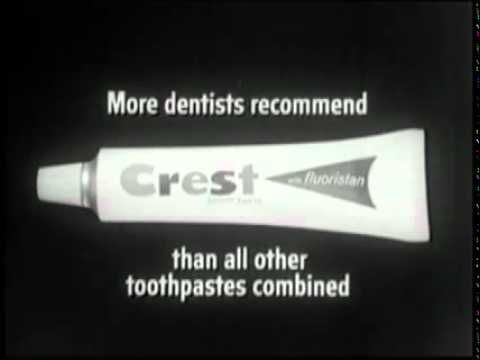 More dentists recommend
Crest
with fluoristan
than all other
toothpastes combined